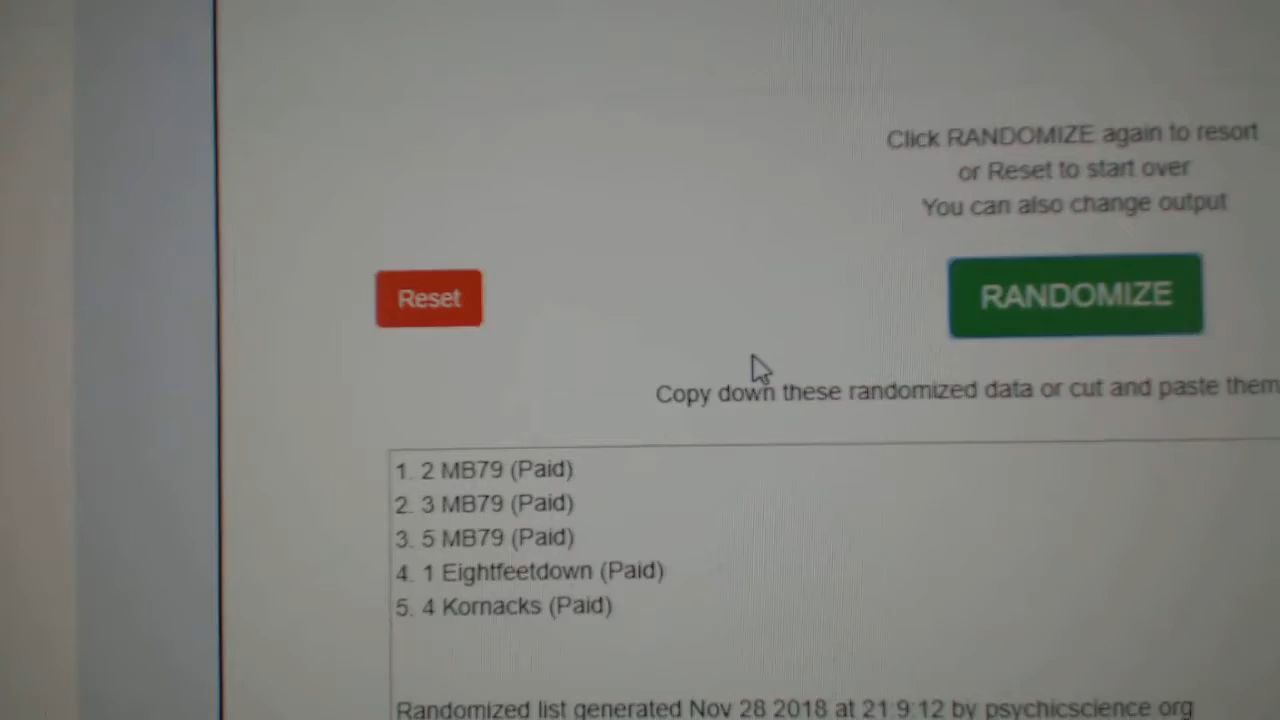 Click RANDOMIZE again to resort
or Reset to start over
You can also change output
Reset
RANDOMIZE
Copy down these randomized data or cut and paste them
1. 2 MB79 (Paid)
2. 3 MB79 (Paid)
3. 5 MB79 (Paid)
4. 1 Eightfeetdown (Paid)
5. 4 Kornacks (Paid)
Randomized list generated Nov 28 2018 at 21:9:12 by psychicscience.org